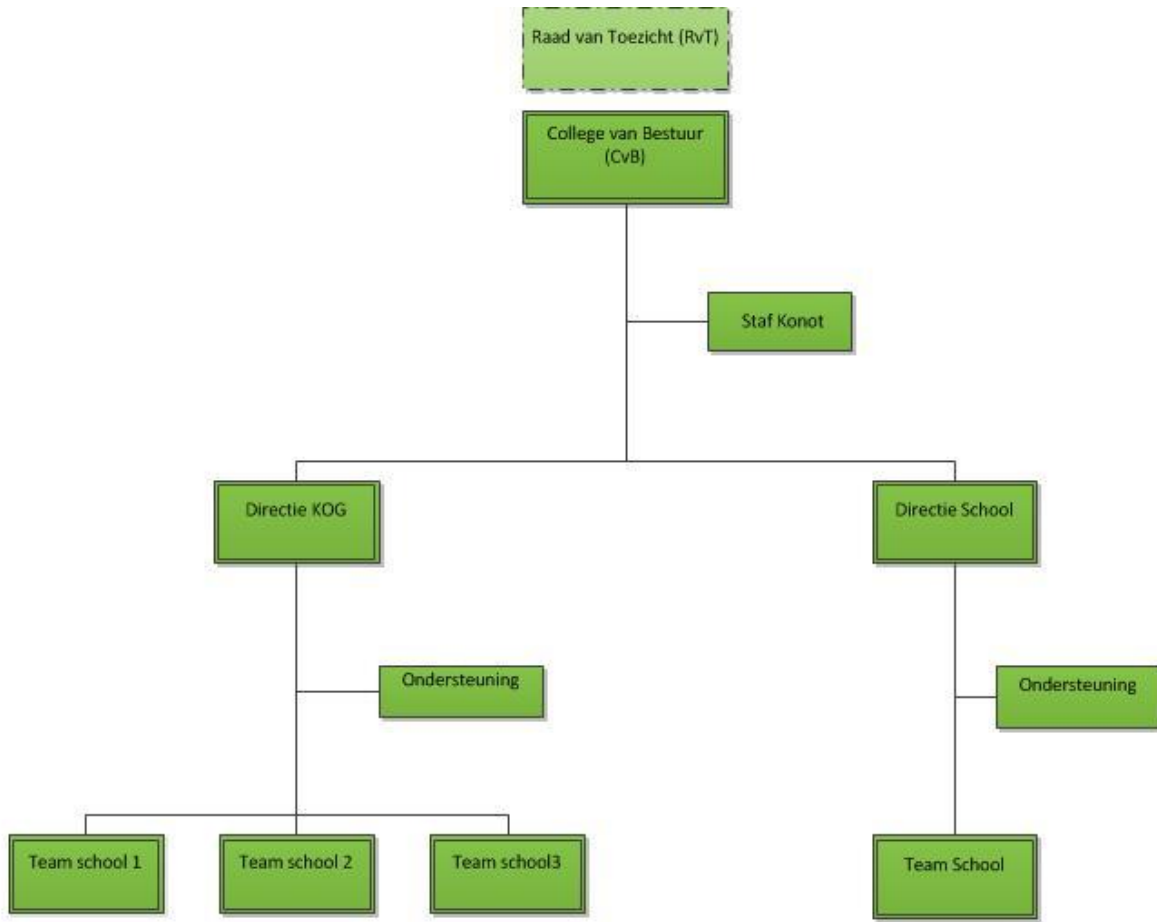 Raad van Toezicht (RvT)
College van Bestuur
(CvB)
Staf Konot
Directie KOG
Directie School
Ondersteuning
Ondersteuning
Team school 1
Team school 2
Team school3
Team School